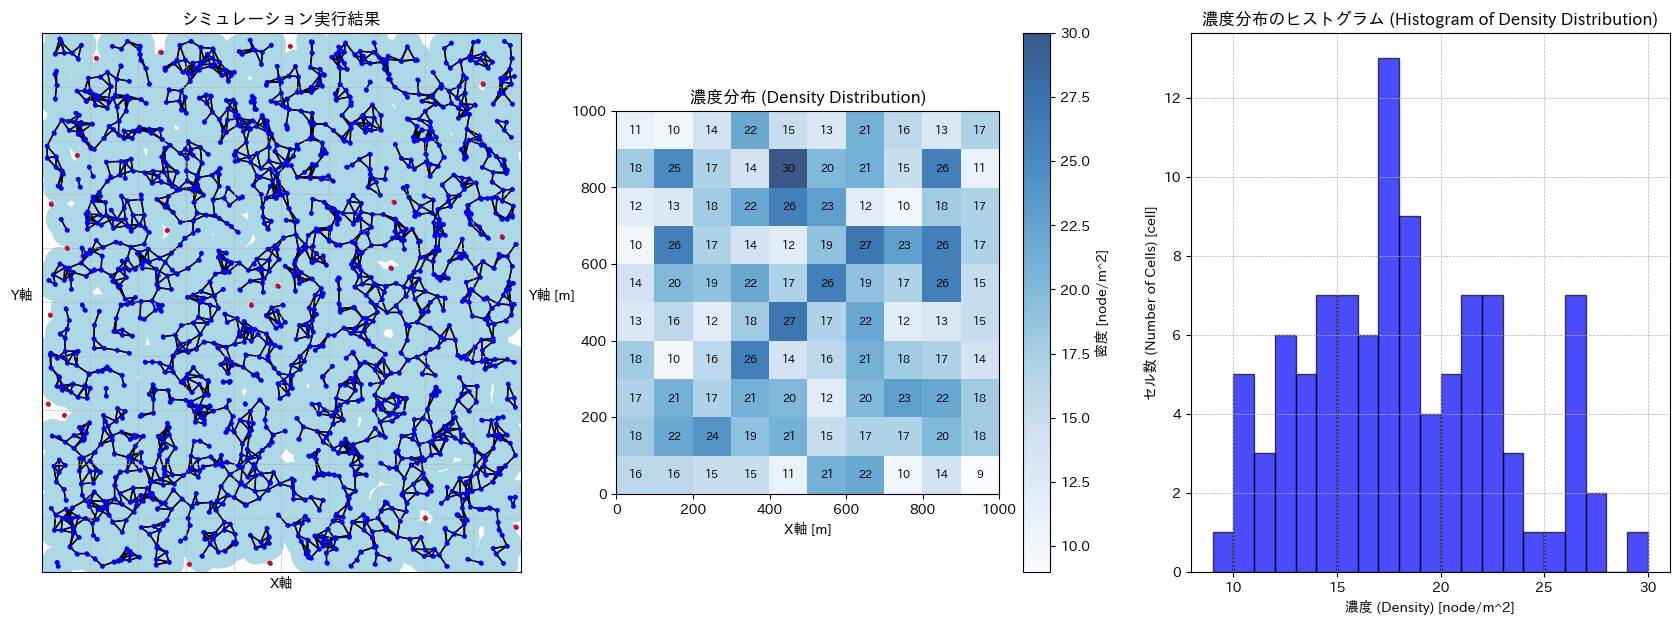 シミュレーション実行結果
Y軸
X軸
濃度分布 (Density Distribution)
1000
800
600
400
200
0
Y軸 [m]
11 10 14 22 15 13 21 16 13 17
18 25 17 14 30 20 21 15 26 11
12 13 18 22 26 23 12 10 18 17
10 26 17 14 12 19 27 23 26 17
14 20 19 22 17 26 19 17 26 15
13 16 12 18 27 17 22 12 13 15
18 10 16 26 14 16 21 18 17 14
17 21 17 21 20 12 20 23 22 18
18 22 24 19 21 15 17 17 20 18
16 16 15 15 11 21 22 10 14 9
0 200 400 600 800 1000
X軸 [m]
30.0
27.5
25.0
22.5
20.0
17.5
15.0
12.5
10.0
密度 [node/m^2]
濃度分布のヒストグラム (Histogram of Density Distribution)
12
10
8
6
4
2
0
セル数 (Number of Cells) [cell]
10 15 20 25 30
濃度 (Density) [node/m^2]